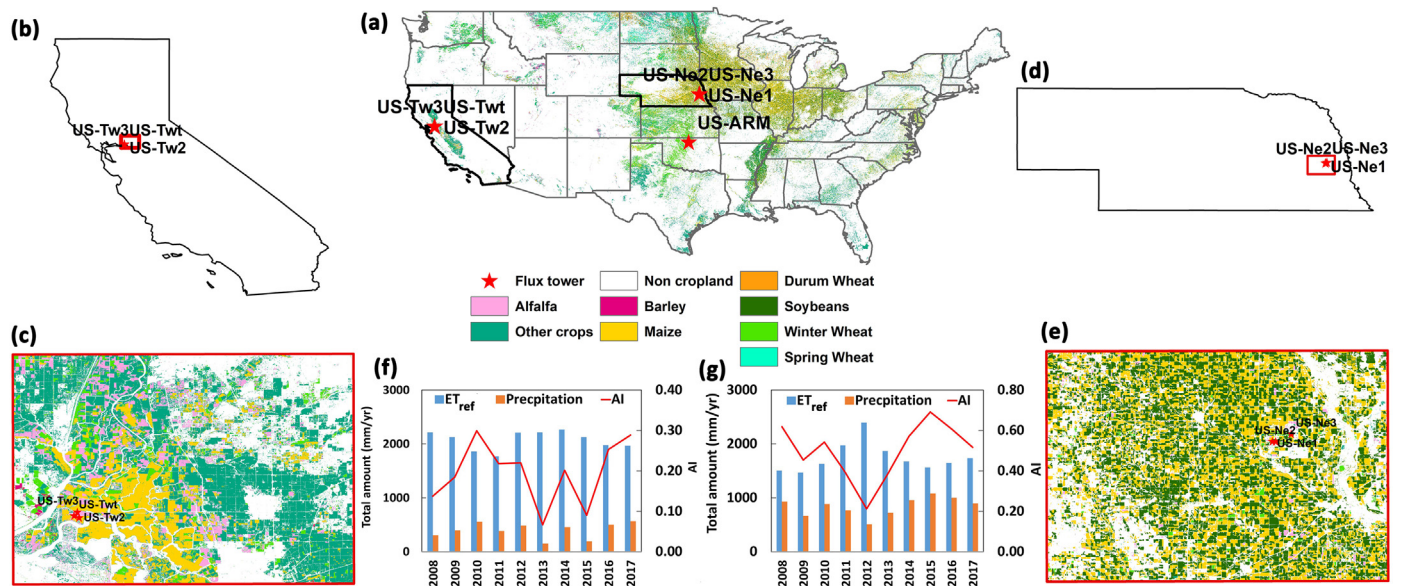 (b)
US-Tw3US-Twt
US-Tw2
(a)
US-Ne2US-Ne3
US-Ne1
US-Tw3US-Twt
US-Tw2
US-ARM
(d)
US-Ne2US-Ne3
US-Ne1
Flux tower
Non cropland
Durum Wheat
Alfalfa
Barley
Soybeans
Other crops
Maize
Winter Wheat
Spring Wheat
(c)
US-Tw3
US-Twt
US-Tw2
(f)
3000
2000
1000
0
Total amount (mm/yr)
ETref
Precpitation
AI
0.40
0.30
0.20
0.10
0.00
AI
2008
2009
2010
2011
2012
2013
2014
2015
2016
2017
(g)
3000
2000
1000
0
Total amount (mm/yr)
ETref
Precpitation
AI
0.80
0.60
0.40
0.20
0.00
AI
2008
2009
2010
2011
2012
2013
2014
2015
2016
2017
(e)
US-Ne3
US-Ne2
US-Ne1